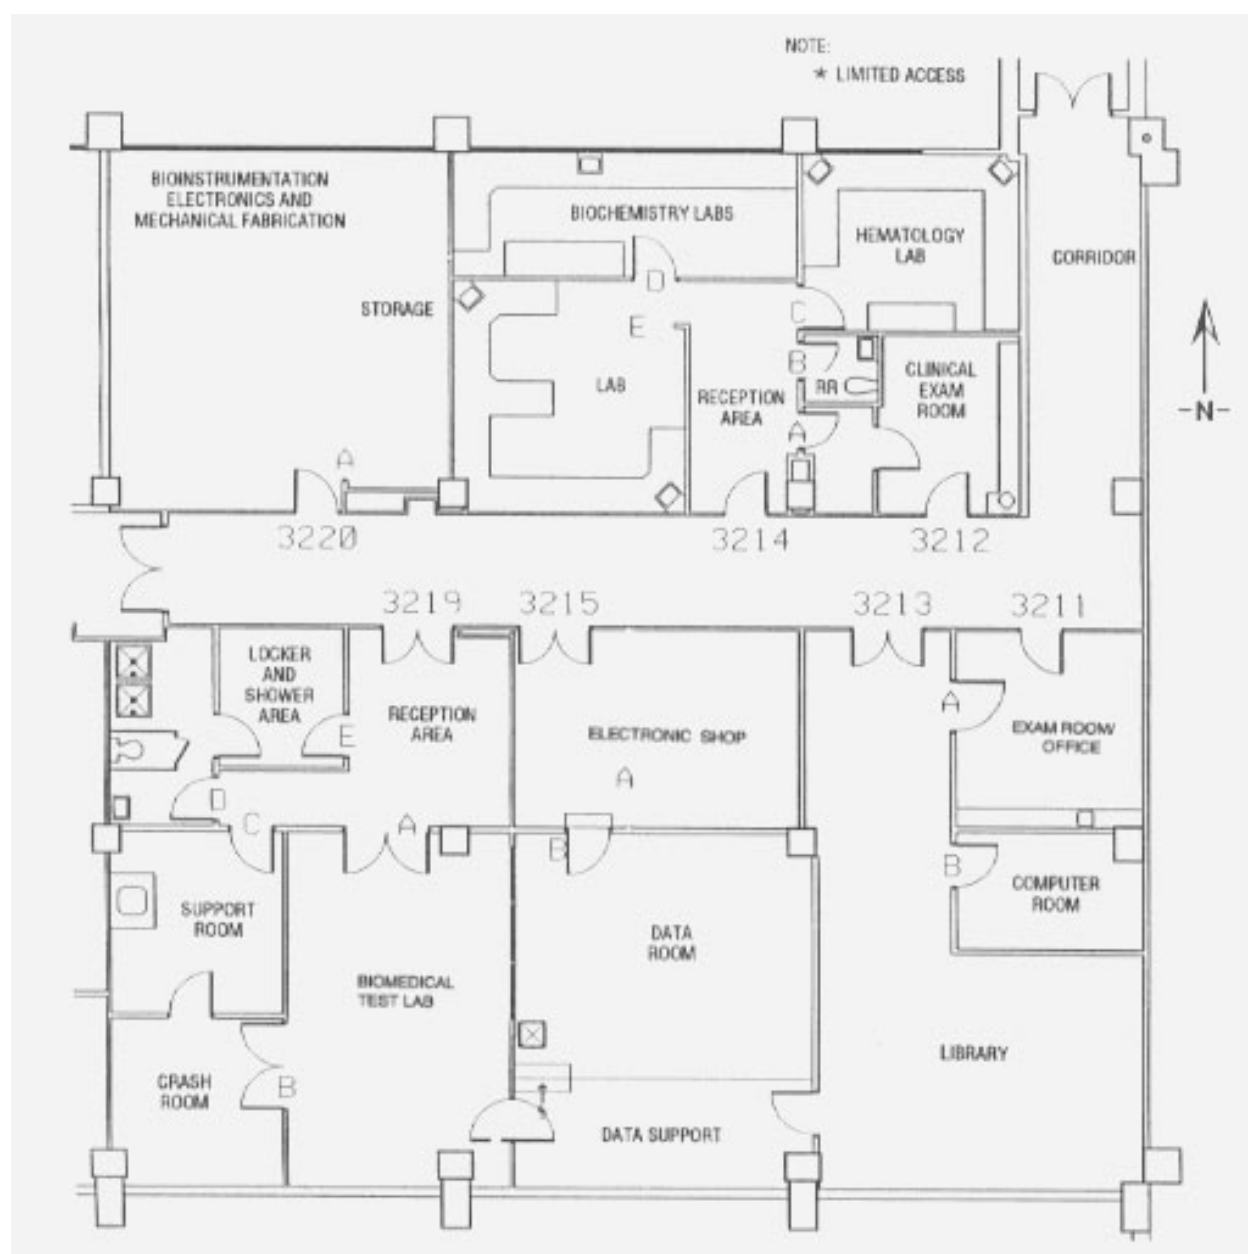 NOTE:
* LIMITED ACCESS
BIOINSTRUMENTATION
ELECTRONICS AND
MECHANICAL FABRICATION
STORAGE
A
3220
BIOCHEMISTRY LABS
D
E
LAB
HEMATOLOGY
LAB
C
B
RR
A
RECEPTION
AREA
3214
CLINICAL
EXAM
ROOM
3212
CORRIDOR
-N-
3219
3215
3213
3211
LOCKER
AND
SHOWER
AREA
E
RECEPTION
AREA
D
C
A
ELECTRONIC SHOP
A
B
A
EXAM ROOM/
OFFICE
B
COMPUTER
ROOM
SUPPORT
ROOM
BIOMEDICAL
TEST LAB
DATA
ROOM
LIBRARY
CRASH
ROOM
B
DATA SUPPORT